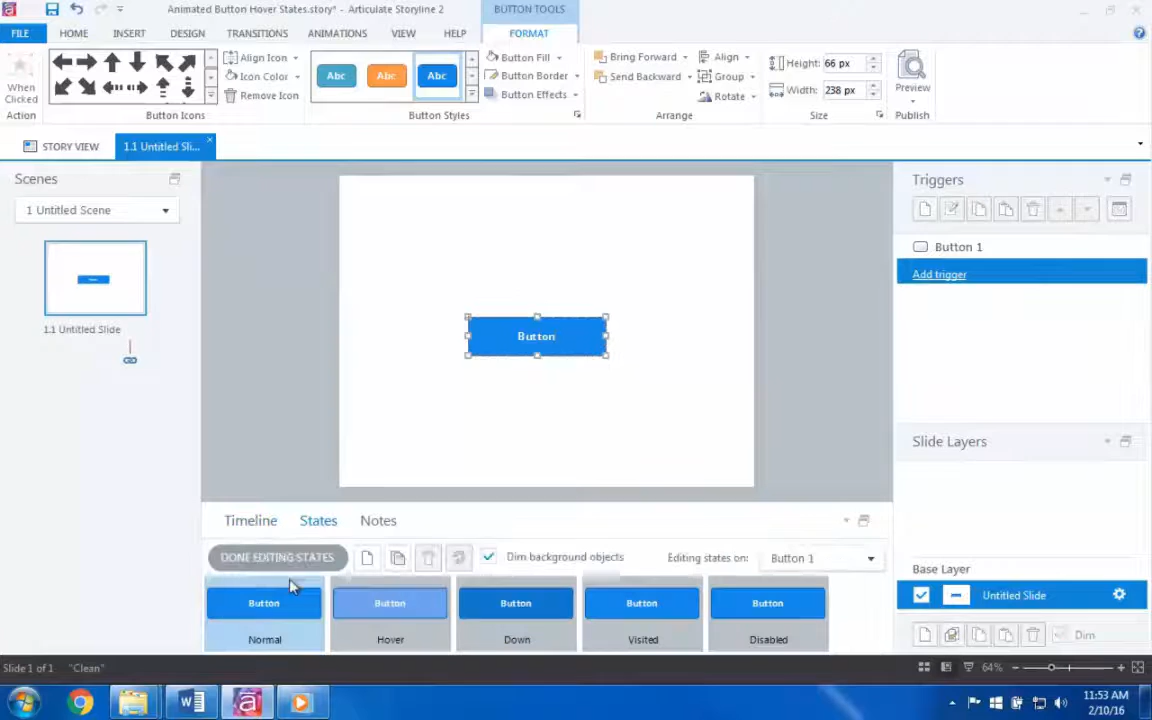 Animated Button Hover States.story* - Articulate Storyline 2
BUTTON TOOLS
FILE HOME INSERT DESIGN TRANSITIONS ANIMATIONS VIEW HELP FORMAT
When Clicked
Action
Align Icon
Icon Color
Remove Icon
Button Icons
Abc Abc Abc
Button Fill
Button Border
Button Effects
Button Styles
Bring Forward
Send Backward
Align
Group
Rotate
Arrange
Height: 66 px
Width: 238 px
Size
Preview
Publish
STORY VIEW
1.1 Untitled Sli...
Scenes
1 Untitled Scene
1.1 Untitled Slide
Button
Triggers
Button 1
Add trigger
Slide Layers
Base Layer
Untitled Slide
Dim
Timeline States Notes
DONE EDITING STATES
Dim background objects
Editing states on: Button 1
Button Button Button Button Button
Normal Hover Down Visited Disabled
Slide 1 of 1 "Clean"
64%
11:53 AM
2/10/16